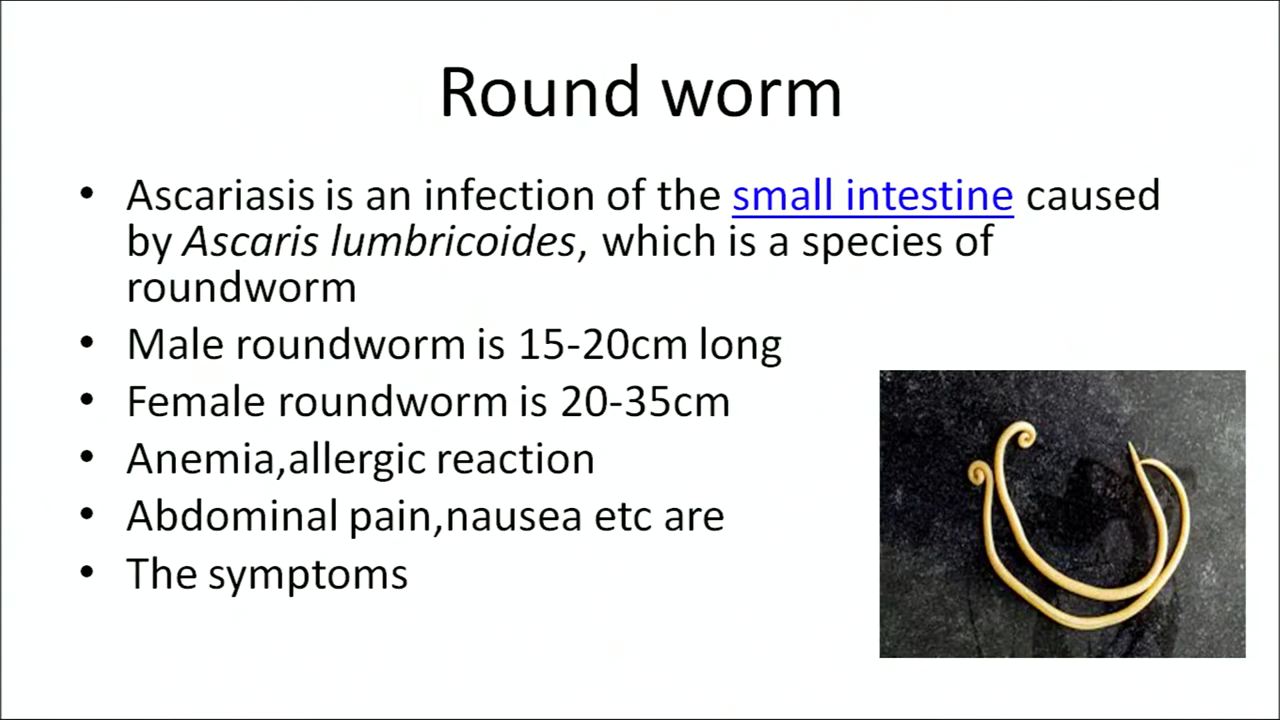 Round worm
• Ascariasis is an infection of the small intestine caused
by Ascaris lumbricoides, which is a species of
roundworm
• Male roundworm is 15-20cm long
• Female roundworm is 20-35cm
• Anemia,allergic reaction
• Abdominal pain,nausea etc are
• The symptoms